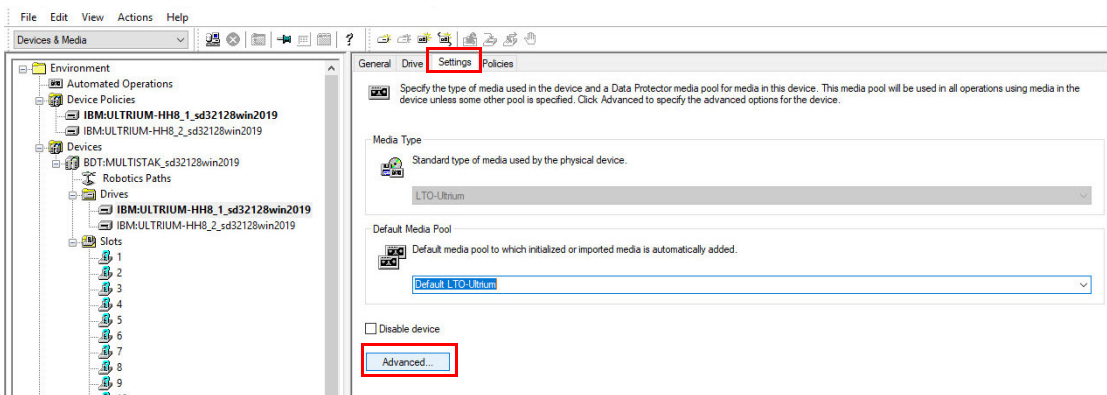 File Edit View Actions Help
Devices & Media
Environment
Automated Operations
Device Policies
IBM:ULTRIUM-HH8_1_sd32128win2019
IBM:ULTRIUM-HH8_2_sd32128win2019
Devices
BDT:MULTISTAK_sd32128win2019
Robotics Paths
Drives
IBM:ULTRIUM-HH8_1_sd32128win2019
IBM:ULTRIUM-HH8_2_sd32128win2019
Slots
1
2
3
4
5
6
7
8
9
General Drive Settings Policies
Specify the type of media used in the device and a Data Protector media pool for media in this device. This media pool will be used in all operations using media in the
device unless some other pool is specified. Click Advanced to specify the advanced options for the device.
Media Type
Standard type of media used by the physical device.
LTO-Ultrium
Default Media Pool
Default media pool to which initialized or imported media is automatically added.
Default LTO-Ultrium
Disable device
Advanced...